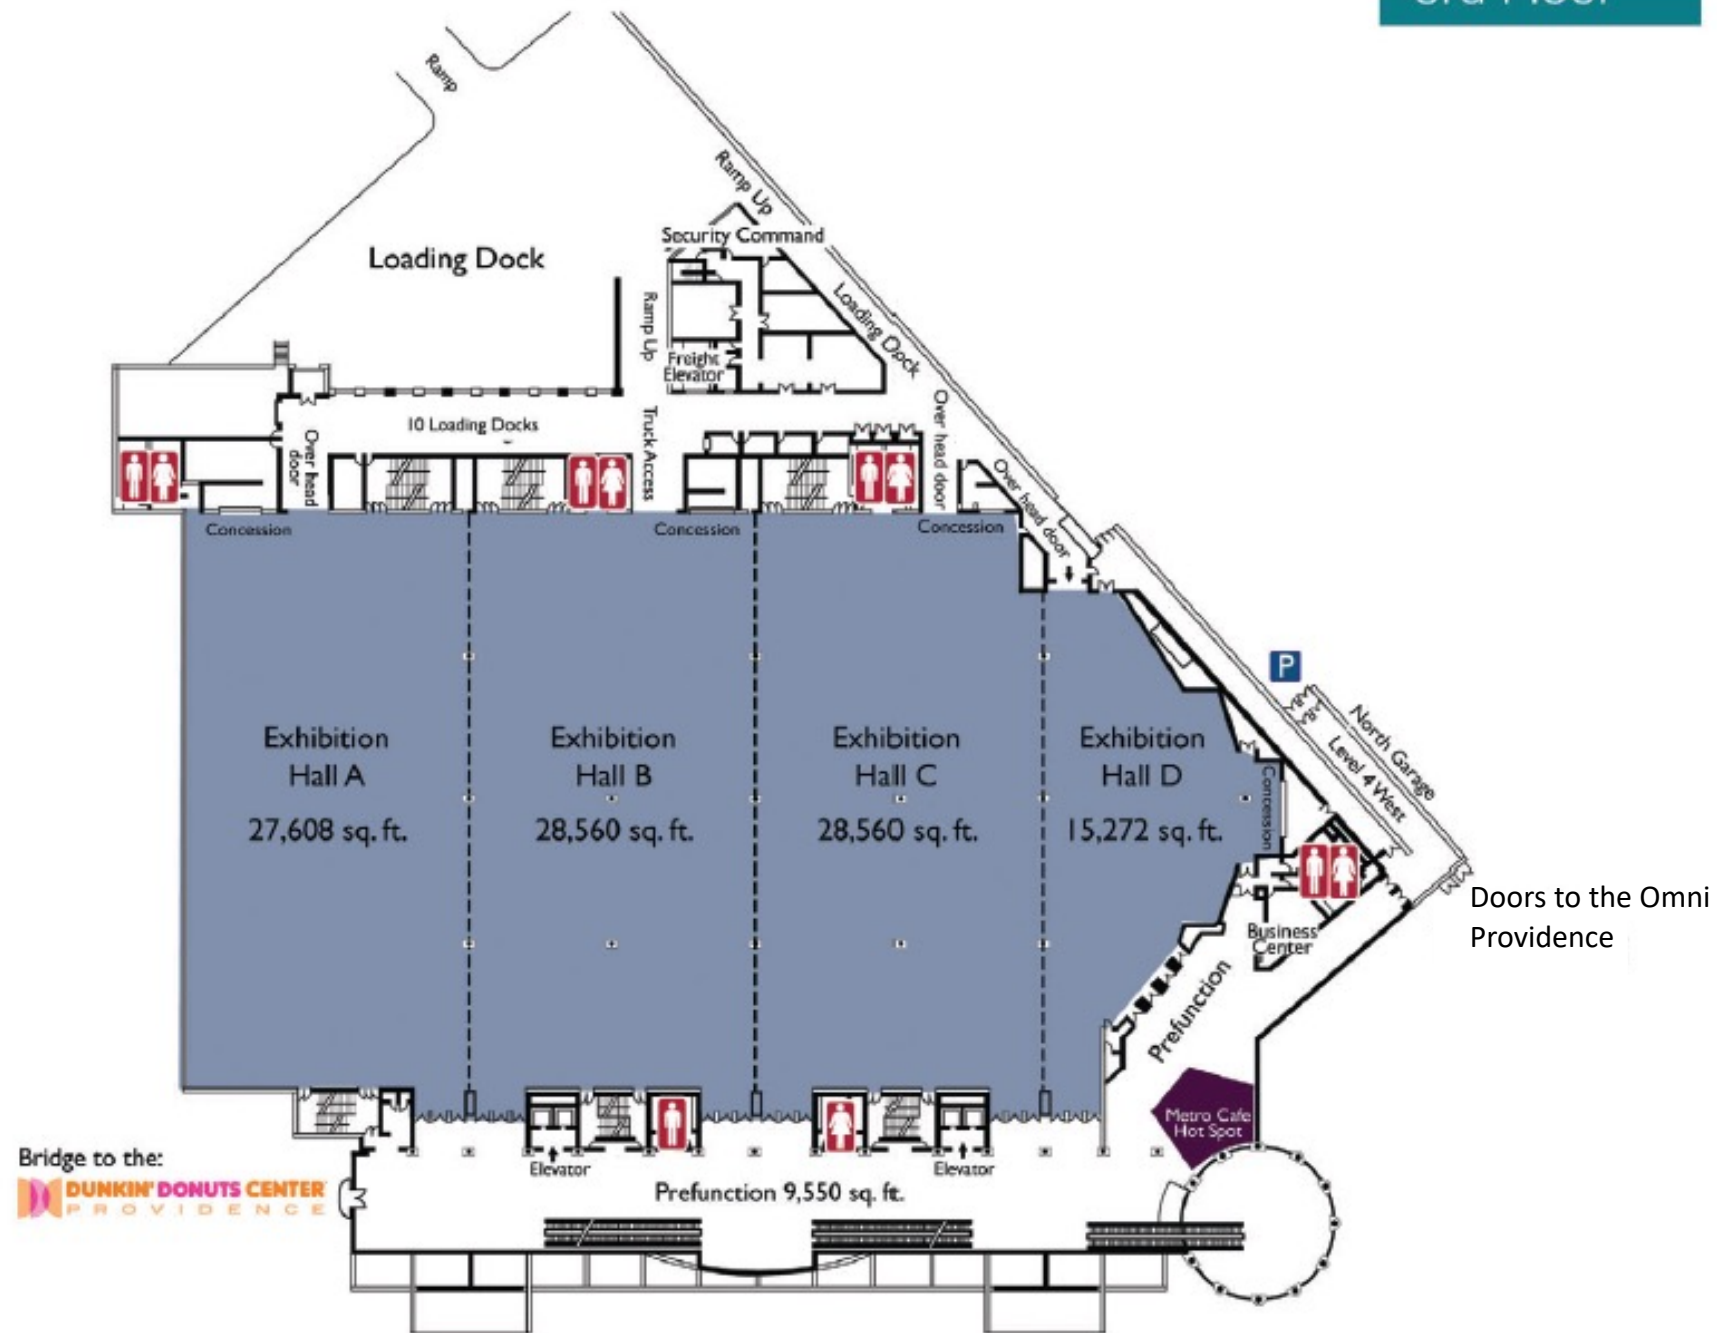 Ramp
Ramp Up
Security Command
Loading Dock
Loading Dock
Ramp Up
Freight
Elevator
10 Loading Docks
Truck Access
Over head
door
Over head door
Over head door
Concession
Concession
Concession
P
North Garage
Level 4 West
Exhibition
Hall A
27,608 sq. ft.
Exhibition
Hall B
28,560 sq. ft.
Exhibition
Hall C
28,560 sq. ft.
Exhibition
Hall D
15,272 sq. ft.
Concession
Doors to the Omni
Providence
Business
Center
Prefunction
Metro Cafe
Hot Spot
Bridge to the:
DUNKIN' DONUTS CENTER
PROVIDENCE
Elevator
Elevator
Prefunction 9,550 sq. ft.